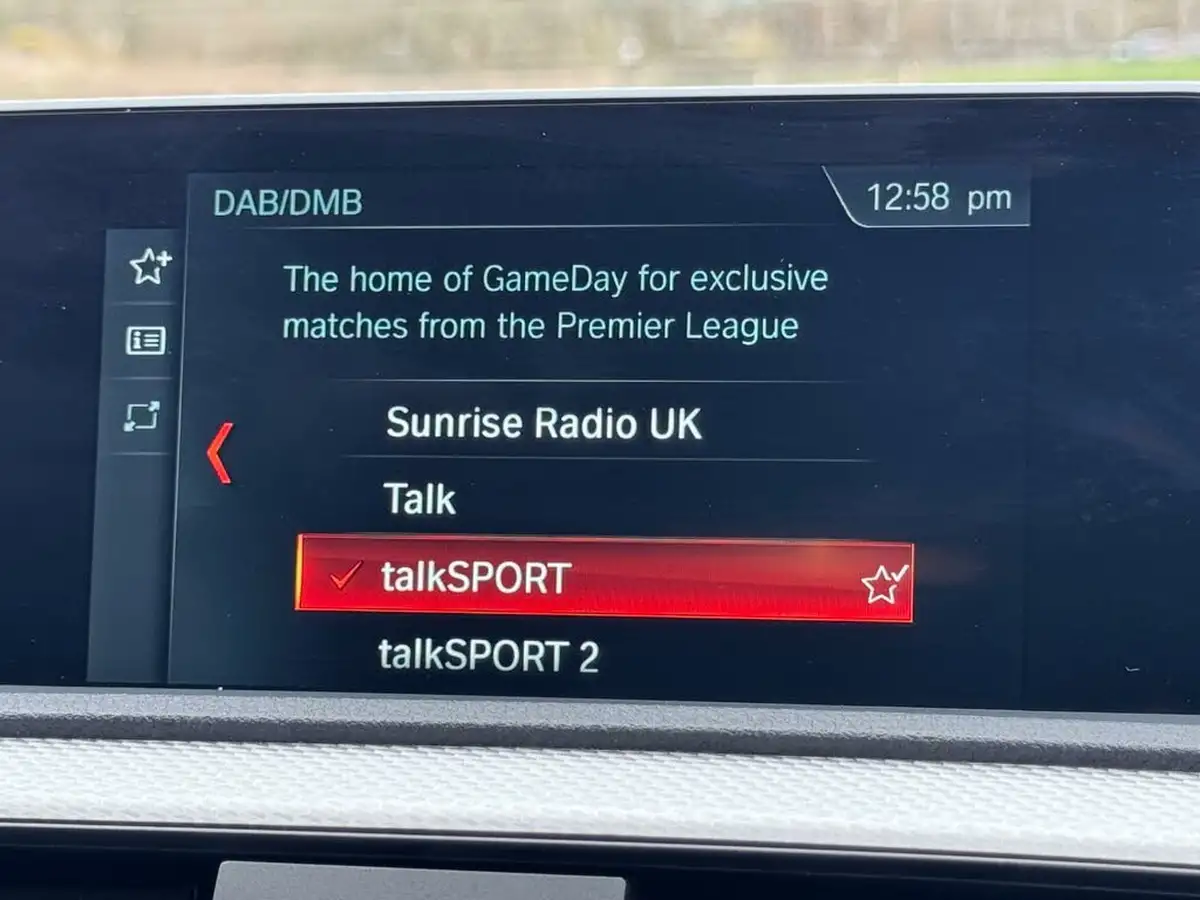 DAB/DMB
12:58 pm
The home of GameDay for exclusive
matches from the Premier League
Sunrise Radio UK
Talk
talkSPORT
talkSPORT 2